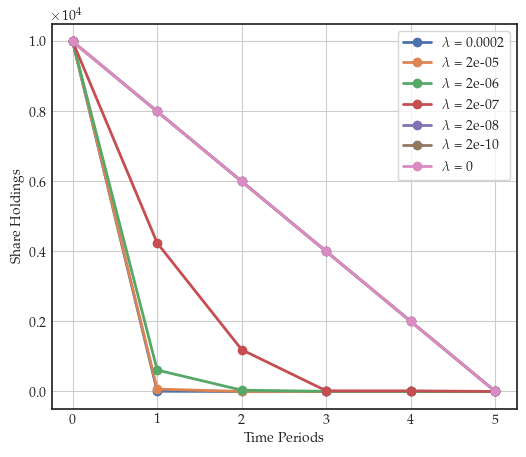 ×10⁴
1.0
0.8
0.6
0.4
0.2
0.0
Share Holdings
0 1 2 3 4 5
Time Periods
λ = 0.0002
λ = 2e-05
λ = 2e-06
λ = 2e-07
λ = 2e-08
λ = 2e-10
λ = 0